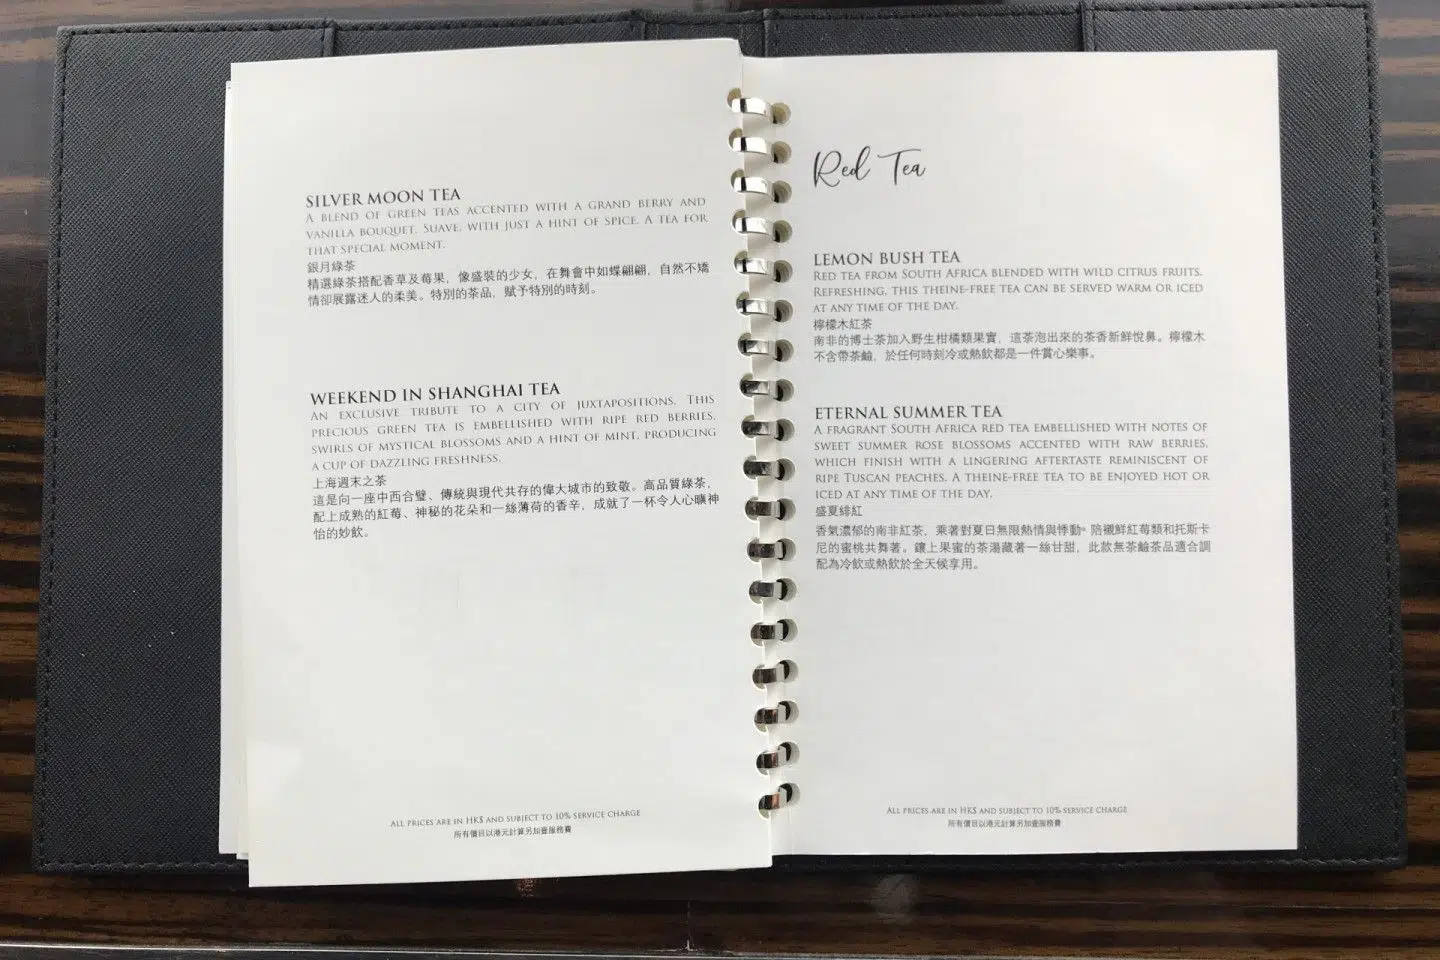 SILVER MOON TEA
A BLEND OF GREEN TEAS ACCENTED WITH A GRAND BERRY AND
VANILLA BOUQUET. SUAVE, WITH JUST A HINT OF SPICE. A TEA FOR
THAT SPECIAL MOMENT.
銀月綠茶
精選綠茶搭配香草及莓果，像盛裝的少女，在舞會中如蝶翩翩，自然不矯
情卻展露迷人的柔美。特別的茶品，賦予特別的時刻。
WEEKEND IN SHANGHAI TEA
AN EXCLUSIVE TRIBUTE TO A CITY OF JUXTAPOSITIONS. THIS
PRECIOUS GREEN TEA IS EMBELLISHED WITH RIPE RED BERRIES,
SWIRLS OF MYSTICAL BLOSSOMS AND A HINT OF MINT, PRODUCING
A CUP OF DAZZLING FRESHNESS.
上海週末之茶
這是向一座中西合璧、傳統與現代共存的偉大城市的致敬。高品質綠茶，
配上成熟的紅莓、神秘的花朵和一絲薄荷的香辛，成就了一杯令人心曠神
怡的妙飲。
ALL PRICES ARE IN HK$ AND SUBJECT TO 10% SERVICE CHARGE
所有價目以港元計算另加壹服務費
Red Tea
LEMON BUSH TEA
RED TEA FROM SOUTH AFRICA BLENDED WITH WILD CITRUS FRUITS.
REFRESHING, THIS THEINE-FREE TEA CAN BE SERVED WARM OR ICED
AT ANY TIME OF THE DAY.
檸檬木紅茶
南非的博士茶加入野生柑橘類果實，這茶泡出來的茶香新鮮悅鼻。檸檬木
不含帶茶鹼，於任何時刻冷或熱飲都是一件賞心樂事。
ETERNAL SUMMER TEA
A FRAGRANT SOUTH AFRICA RED TEA EMBELLISHED WITH NOTES OF
SWEET SUMMER ROSE BLOSSOMS ACCENTED WITH RAW BERRIES,
WHICH FINISH WITH A LINGERING AFTERTASTE REMINISCENT OF
RIPE TUSCAN PEACHES. A THEINE-FREE TEA TO BE ENJOYED HOT OR
ICED AT ANY TIME OF THE DAY.
盛夏緋紅
香氣濃郁的南非紅茶，乘著對夏日無限熱情與悸動。陪襯鮮紅莓類和托斯卡
尼的蜜桃共舞著。鑲上果蜜的茶湯藏著一絲甘甜，此款無茶鹼茶品適合調
配為冷飲或熱飲於全天候享用。
ALL PRICES ARE IN HK$ AND SUBJECT TO 10% SERVICE CHARGE
所有價目以港元計算另加壹服務費